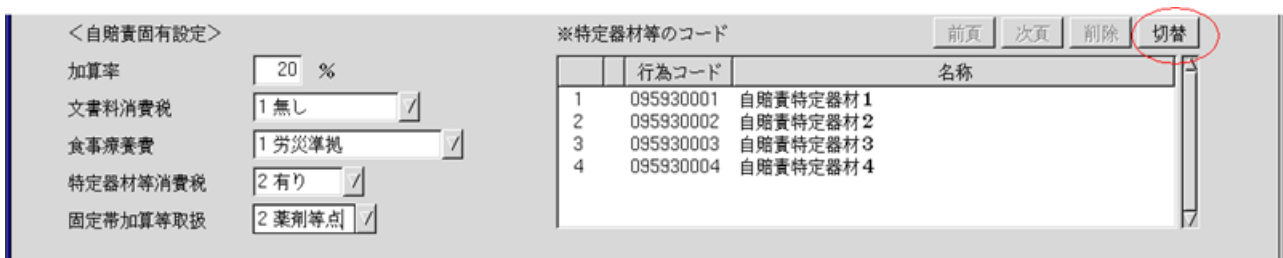 ＜自賠責固有設定＞
加算率 20 %
文書料消費税 1 無し
食事療養費 1 労災準拠
特定器材等消費税 2 有り
固定帯加算等取扱 2 薬剤等点
※特定器材等のコード 前頁 次頁 削除 切替
行為コード 名称
1 095930001 自賠責特定器材1
2 095930002 自賠責特定器材2
3 095930003 自賠責特定器材3
4 095930004 自賠責特定器材4